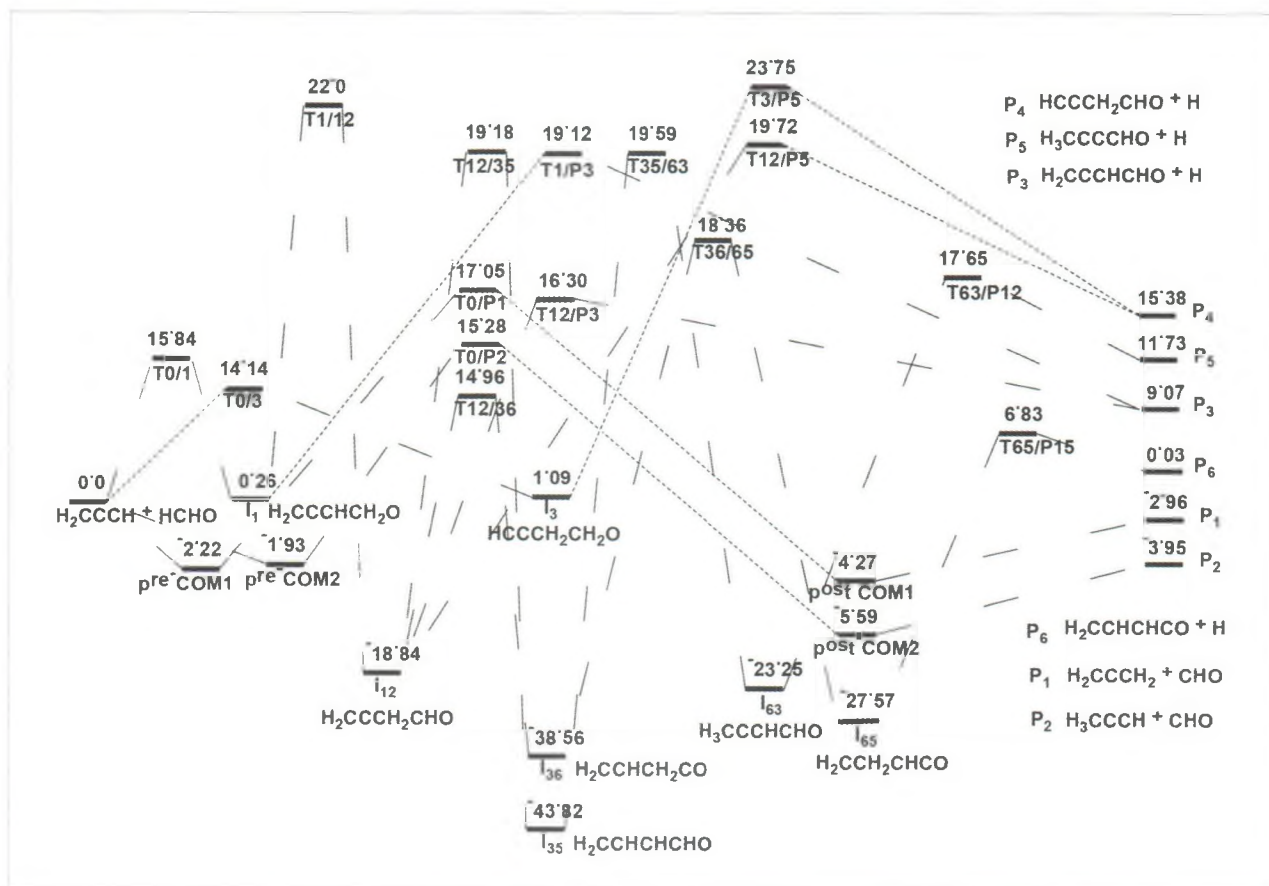 23.75
T3/P5
P4 HCCCH2CHO + H
22.0
T1/12
19.72
T12/P5
P5 H3CCCCHO + H
19.18
T12/35
19.12
T1/P3
19.59
T35/63
P3 H2CCCHCHO + H
18.36
T36/65
17.65
T63/P12
17.05
T0/P1
16.30
T12/P3
15.38 P4
15.84
T0/1
15.28
T0/P2
11.73 P5
14.14
T0/3
14.96
T12/36
9.07 P3
6.83
T65/P15
0.03 P6
0.0
H2CCCH + HCHO
0.26
I1 H2CCCHCH2O
1.09
I3
HCCCH2CH2O
-2.96 P1
-2.22
pre-COM1
-1.93
pre-COM2
-4.27
post COM1
-3.95 P2
-5.59
post COM2
P6 H2CCHCHCO + H
-18.84
i12
H2CCCH2CHO
-23.25
I63
H3CCCHCHO
P1 H2CCCH2 + CHO
-27.57
I65
H2CCH2CHCO
P2 H3CCCH + CHO
-38.56
I36 H2CCHCH2CO
-43.82
I35 H2CCHCHCHO